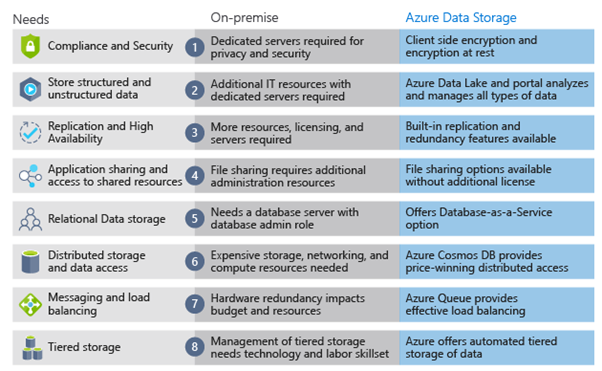 Needs
On-premise
Azure Data Storage
Compliance and Security
1
Dedicated servers required for
privacy and security
Client side encryption and
encryption at rest
Store structured and
unstructured data
2
Additional IT resources with
dedicated servers required
Azure Data Lake and portal analyzes
and manages all types of data
Replication and High
Availability
3
More resources, licensing, and
servers required
Built-in replication and
redundancy features available
Application sharing and
access to shared resources
4
File sharing requires additional
administration resources
File sharing options available
without additional license
Relational Data storage
5
Needs a database server with
database admin role
Offers Database-as-a-Service
option
Distributed storage
and data access
6
Expensive storage, networking, and
compute resources needed
Azure Cosmos DB provides
price-winning distributed access
Messaging and load
balancing
7
Hardware redundancy impacts
budget and resources
Azure Queue provides
effective load balancing
Tiered storage
8
Management of tiered storage
needs technology and labor skillset
Azure offers automated tiered
storage of data